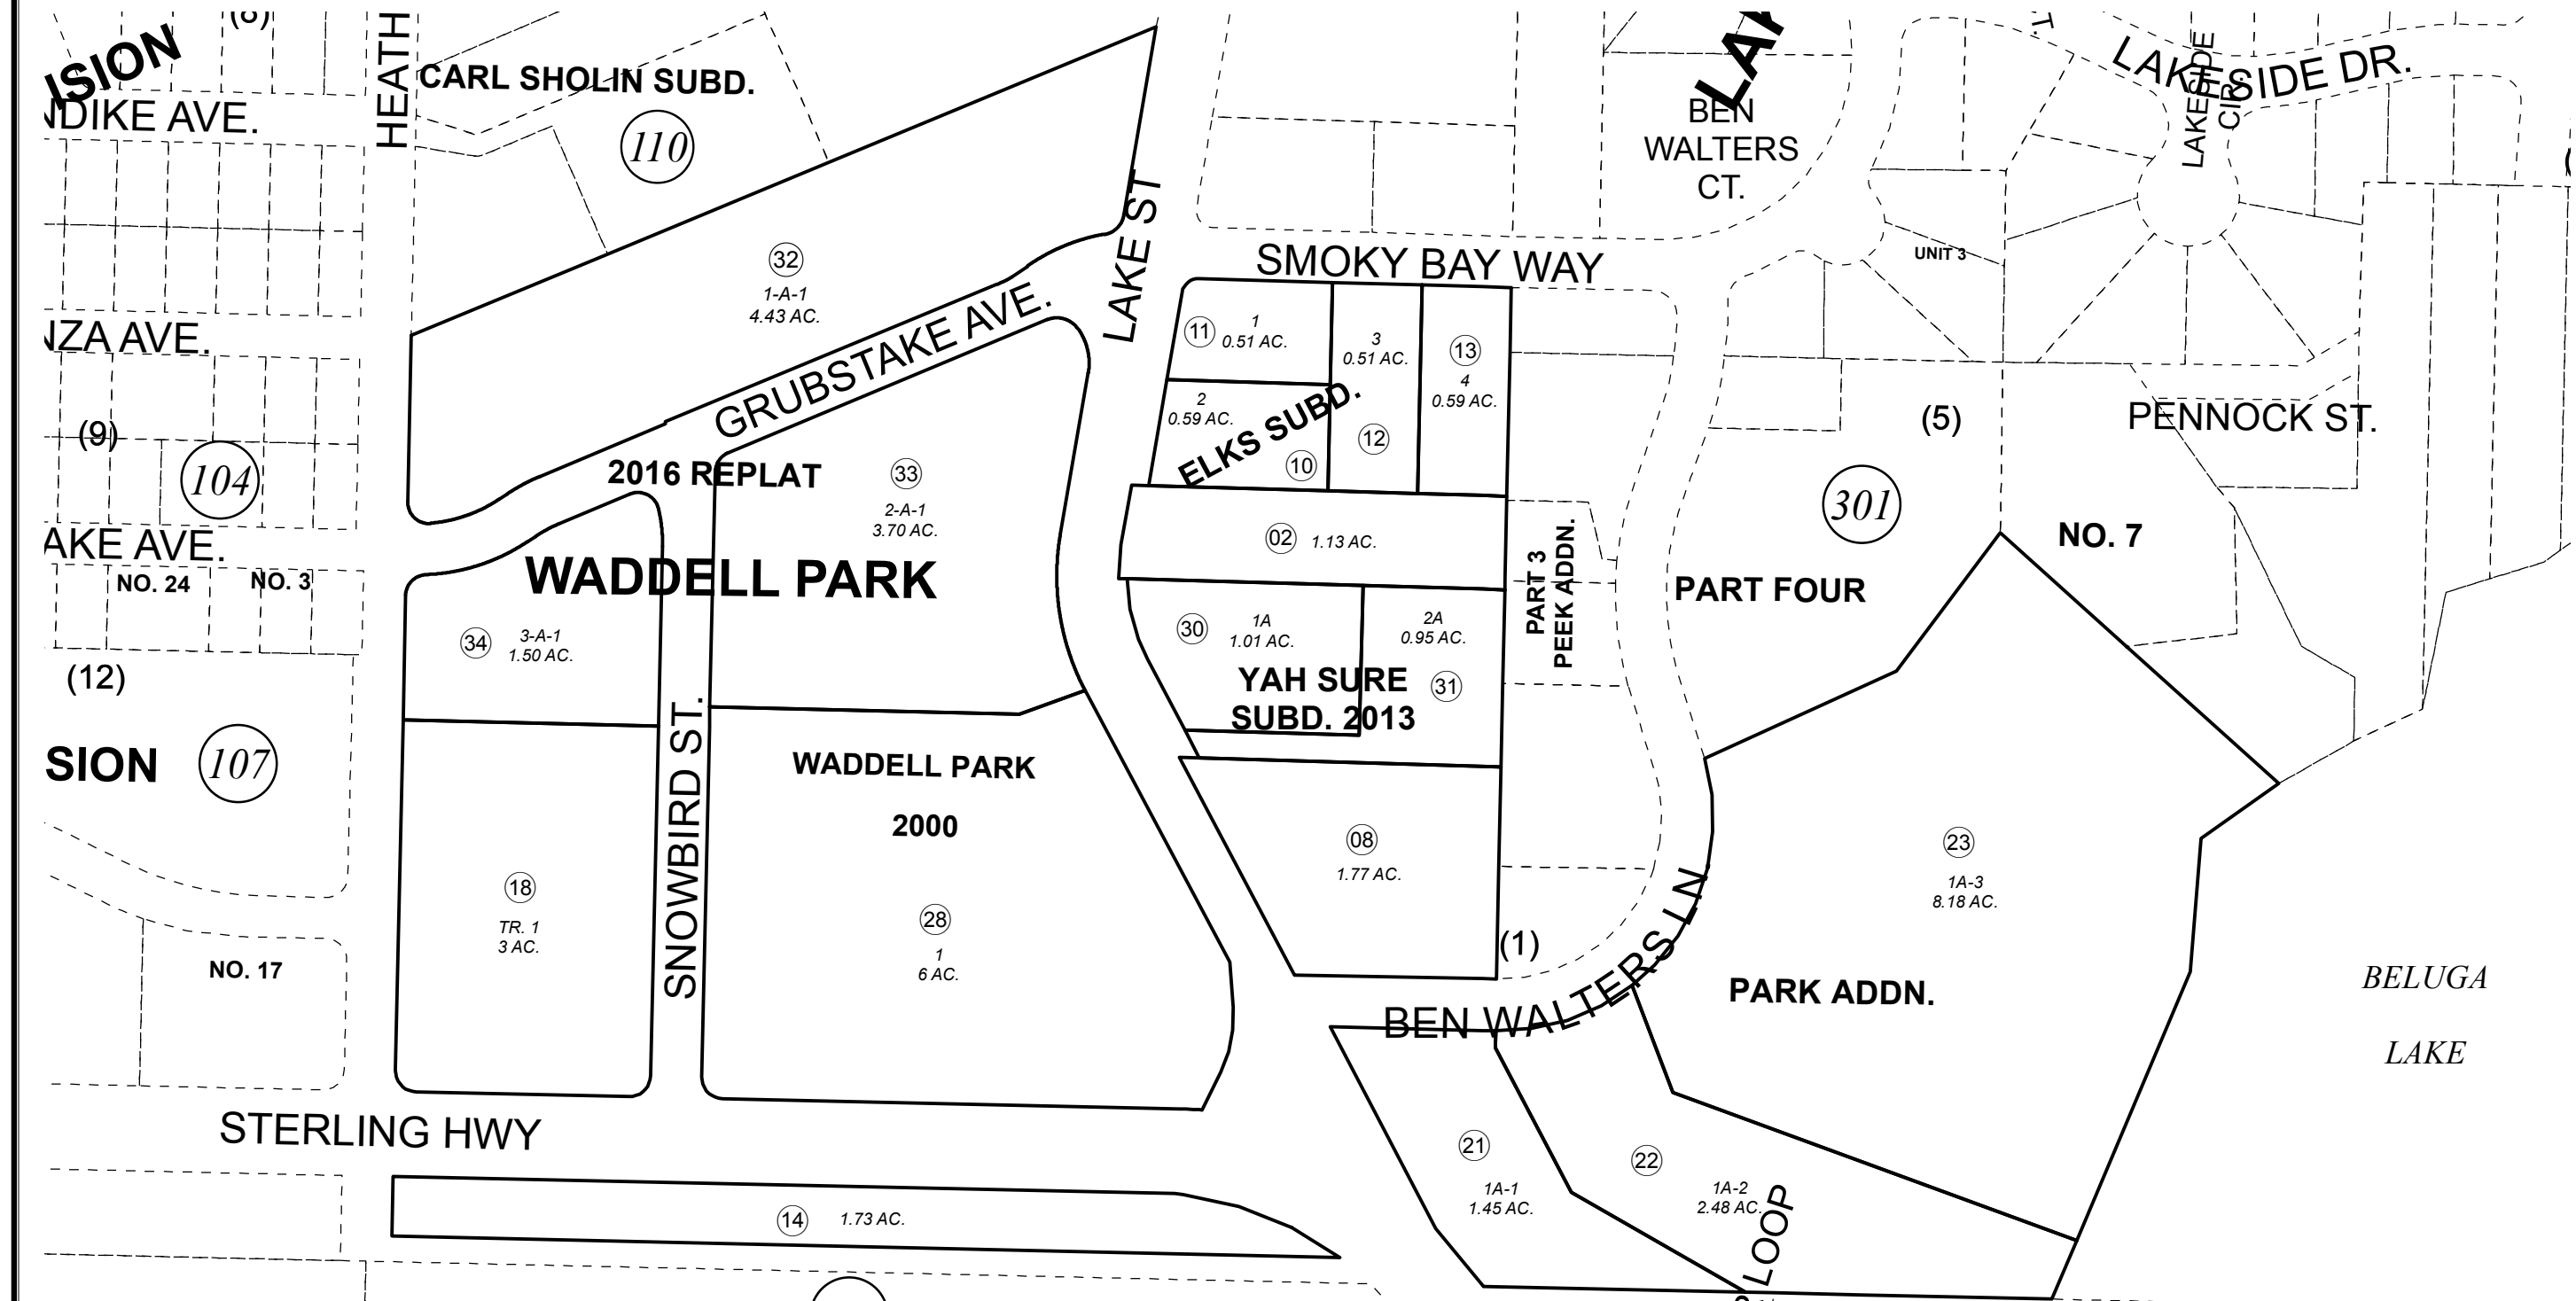 (8)
ISION
NDIKE AVE.
HEATH
CARL SHOLIN SUBD.
110
LAKESIDE DR.
LAKESIDE
CIR.
BEN
WALTERS
CT.
UNIT 3
32
1-A-1
4.43 AC.
LAKE ST
SMOKY BAY WAY
GRUBSTAKE AVE.
NZA AVE.
(9)
104
AKE AVE.
NO. 24
NO. 3
(12)
SION
107
NO. 17
11
1
0.51 AC.
3
0.51 AC.
12
13
4
0.59 AC.
2
0.59 AC.
10
ELKS SUBD.
2016 REPLAT
33
2-A-1
3.70 AC.
WADDELL PARK
34
3-A-1
1.50 AC.
02
1.13 AC.
30
1A
1.01 AC.
2A
0.95 AC.
31
YAH SURE
SUBD. 2013
PART 3
PEEK ADDN.
(5)
PENNOCK ST.
301
NO. 7
PART FOUR
WADDELL PARK
2000
SNOWBIRD ST.
18
TR. 1
3 AC.
28
1
6 AC.
08
1.77 AC.
(1)
BEN WALTERS LN
23
1A-3
8.18 AC.
PARK ADDN.
BELUGA
LAKE
STERLING HWY
14
1.73 AC.
21
1A-1
1.45 AC.
22
1A-2
2.48 AC.
LOOP